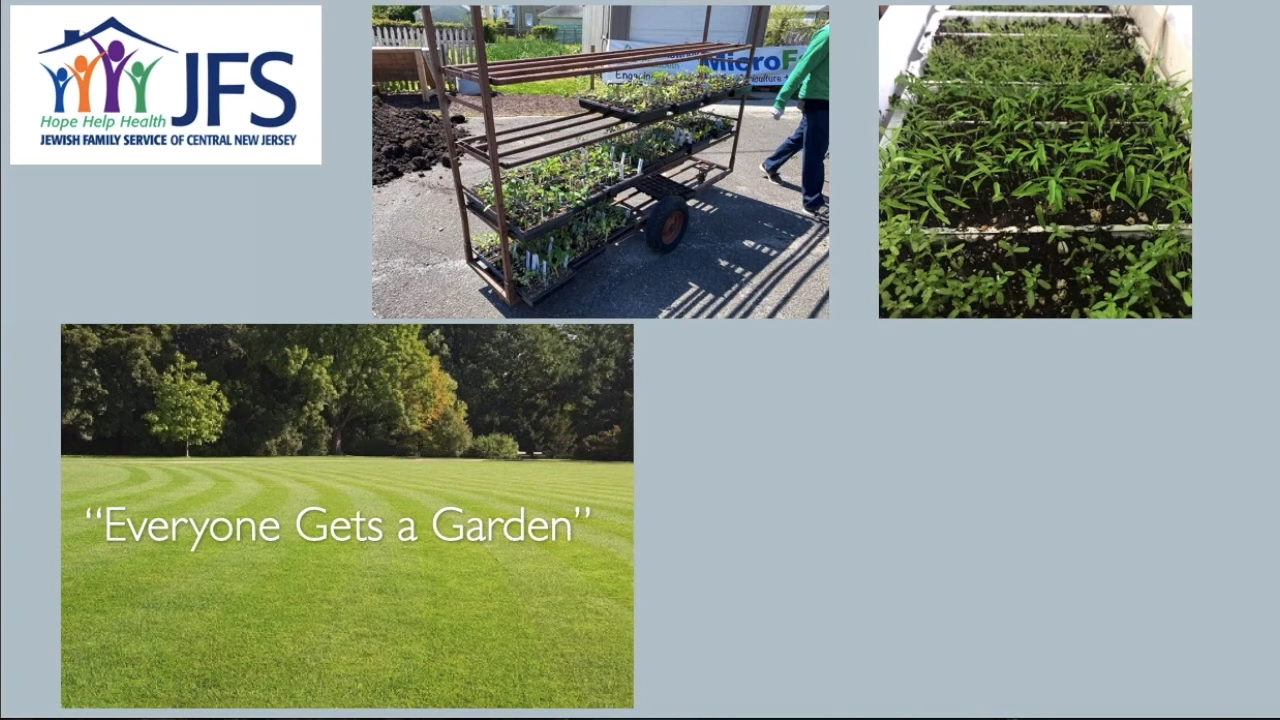 Hope Help Health
JFS
JEWISH FAMILY SERVICE OF CENTRAL NEW JERSEY
“Everyone Gets a Garden”